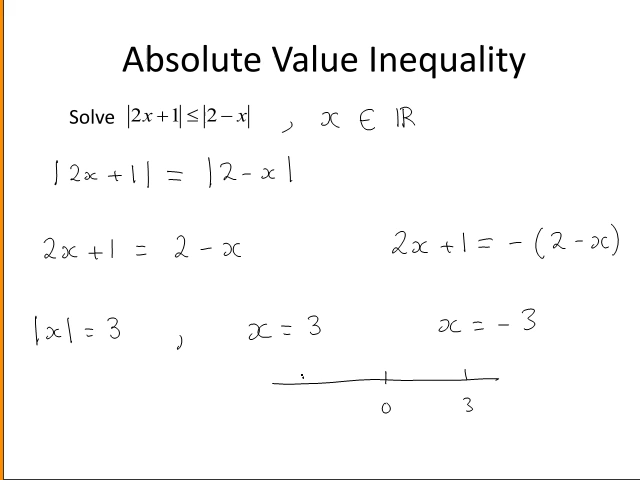 Absolute Value Inequality
Solve |2x+1|≤|2−x| , x ∈ ℝ
|2x+1| = |2-x|
2x+1 = 2-x 2x+1 = -(2-x)
|x| = 3 , x = 3 x = -3
0 3